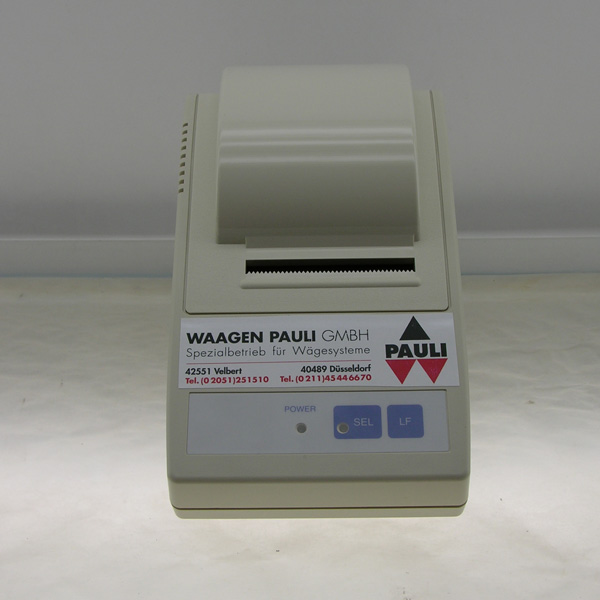 WAAGEN PAULI GMBH
Spezialbetrieb für Wägesysteme
42551 Velbert 40489 Düsseldorf
Tel. (0 2051)251510 Tel. (0 211)45446670
PAULI
POWER
SEL
LF